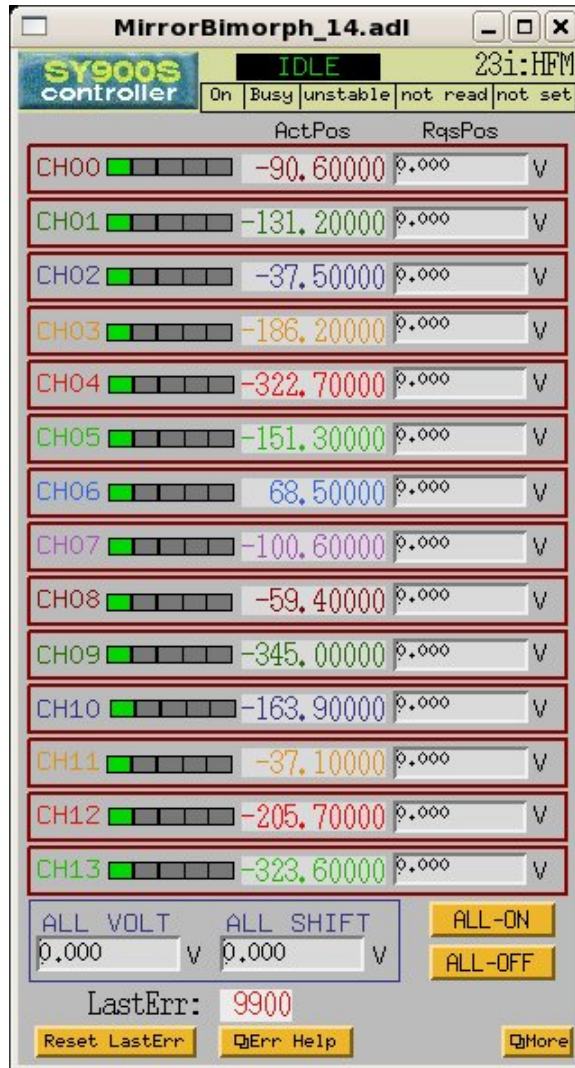 MirrorBimorph_14.adl
SY900S
controller
IDLE
23i:HFM
On Busy unstable not read not set
ActPos RqsPos
CH00 -90.60000 0.000 V
CH01 -131.20000 0.000 V
CH02 -37.50000 0.000 V
CH03 -186.20000 0.000 V
CH04 -322.70000 0.000 V
CH05 -151.30000 0.000 V
CH06 68.50000 0.000 V
CH07 -100.60000 0.000 V
CH08 -59.40000 0.000 V
CH09 -345.00000 0.000 V
CH10 -163.90000 0.000 V
CH11 -37.10000 0.000 V
CH12 -205.70000 0.000 V
CH13 -323.60000 0.000 V
ALL VOLT ALL SHIFT ALL-ON
0.000 V 0.000 V ALL-OFF
LastErr: 9900
Reset LastErr Err Help More